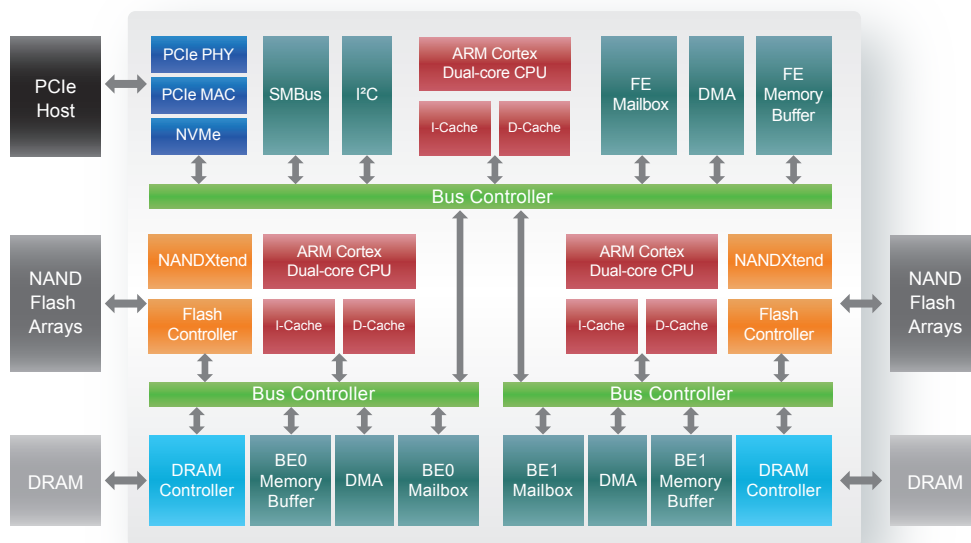 PCIe
Host
PCIe PHY
PCIe MAC
NVMe
SMBus
I²C
ARM Cortex
Dual-core CPU
I-Cache
D-Cache
FE
Mailbox
DMA
FE
Memory
Buffer
Bus Controller
NAND
Flash
Arrays
NANDXtend
Flash
Controller
ARM Cortex
Dual-core CPU
I-Cache
D-Cache
ARM Cortex
Dual-core CPU
I-Cache
D-Cache
NANDXtend
Flash
Controller
NAND
Flash
Arrays
Bus Controller
Bus Controller
DRAM
DRAM
Controller
BE0
Memory
Buffer
DMA
BE0
Mailbox
BE1
Mailbox
DMA
BE1
Memory
Buffer
DRAM
Controller
DRAM